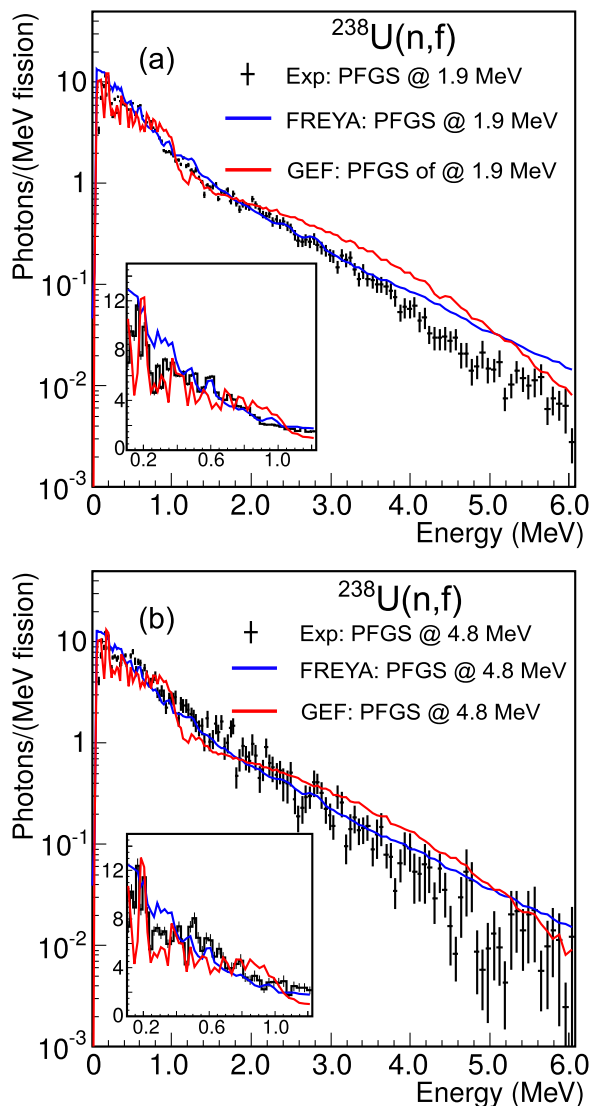 ²³⁸U(n,f)
(a)
Exp: PFGS @ 1.9 MeV
FREYA: PFGS @ 1.9 MeV
GEF: PFGS of @ 1.9 MeV
Photons/(MeV fission)
10
1
10⁻¹
10⁻²
10⁻³
12
8
4
0
0.2 0.6 1.0
0 1.0 2.0 3.0 4.0 5.0 6.0
Energy (MeV)
²³⁸U(n,f)
(b)
Exp: PFGS @ 4.8 MeV
FREYA: PFGS @ 4.8 MeV
GEF: PFGS @ 4.8 MeV
Photons/(MeV fission)
10
1
10⁻¹
10⁻²
10⁻³
12
8
4
0
0.2 0.6 1.0
0 1.0 2.0 3.0 4.0 5.0 6.0
Energy (MeV)